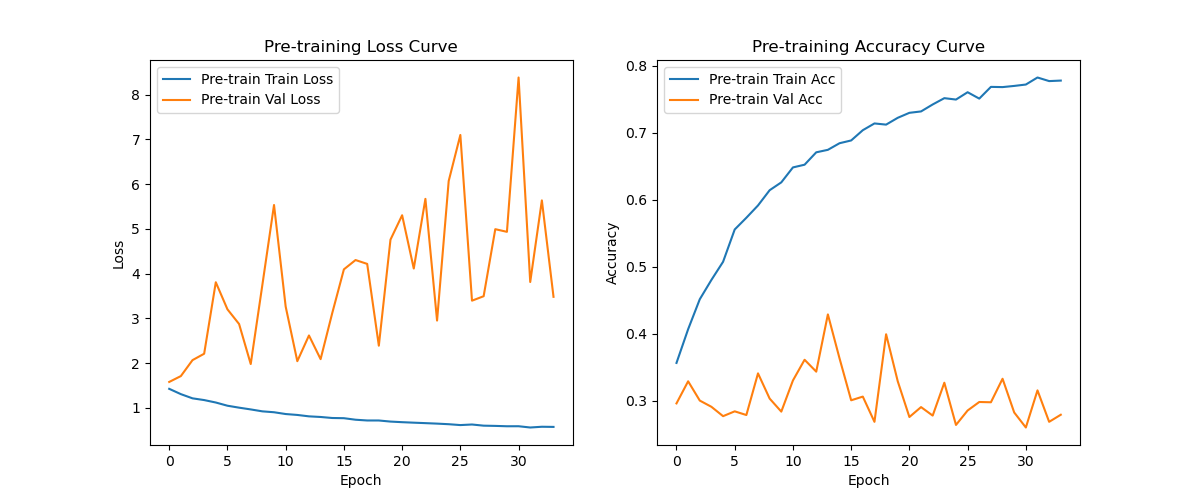 Pre-training Loss Curve
Pre-train Train Loss
Pre-train Val Loss
8
7
6
5
4
3
2
1
Loss
0 5 10 15 20 25 30
Epoch
Pre-training Accuracy Curve
Pre-train Train Acc
Pre-train Val Acc
0.8
0.7
0.6
0.5
0.4
0.3
Accuracy
0 5 10 15 20 25 30
Epoch